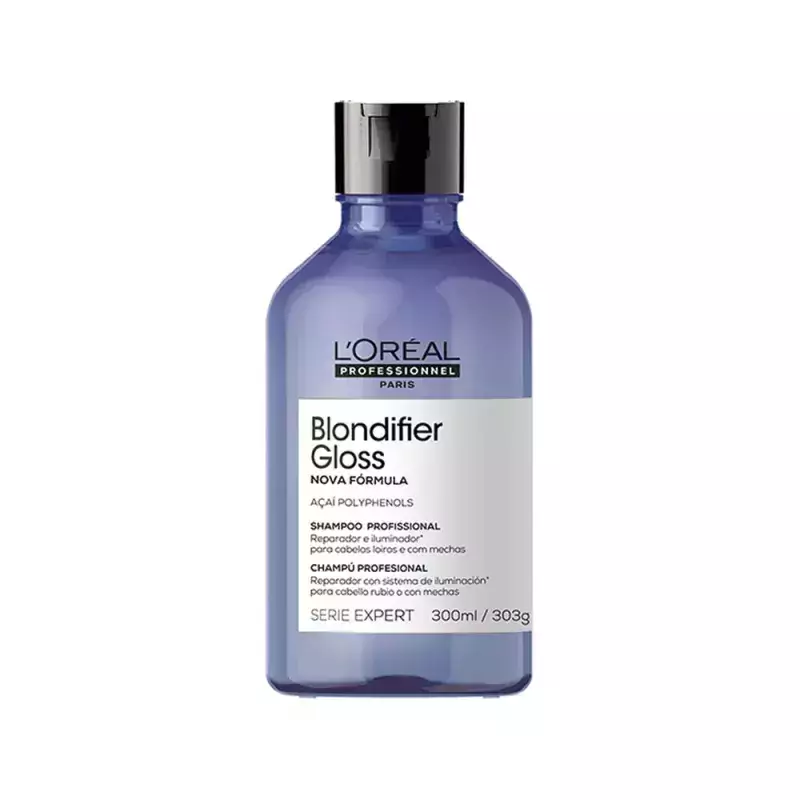 L'ORÉAL
PROFESSIONNEL
PARIS
Blondifier
Gloss
NOVA FÓRMULA
AÇAÍ POLYPHENOLS
SHAMPOO PROFISSIONAL
Reparador e iluminador*
para cabelos loiros e com mechas
CHAMPÚ PROFESIONAL
Reparador con sistema de iluminación*
para cabello rubio o con mechas
SERIE EXPERT 300ml / 303g